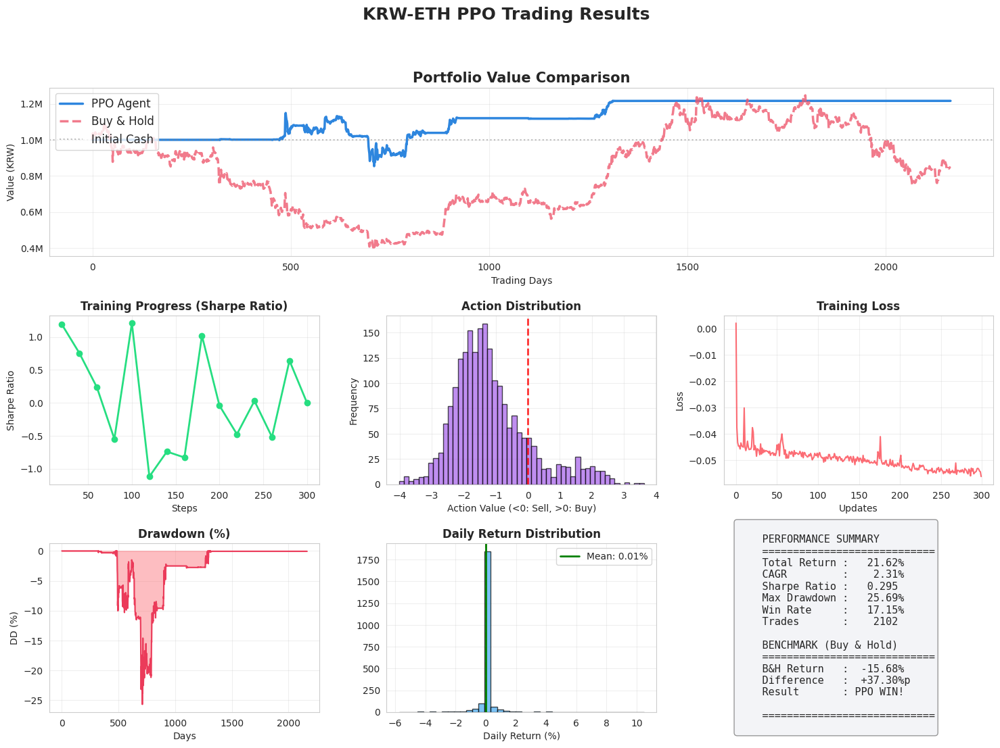 KRW-ETH PPO Trading Results
Portfolio Value Comparison
PPO Agent
Buy & Hold
Initial Cash
Value (KRW)
1.2M
1.0M
0.8M
0.6M
0.4M
0
500
1000
1500
2000
Trading Days
Training Progress (Sharpe Ratio)
Sharpe Ratio
1.0
0.5
0.0
−0.5
−1.0
50
100
150
200
250
300
Steps
Action Distribution
Frequency
150
125
100
75
50
25
0
−4
−3
−2
−1
0
1
2
3
4
Action Value (<0: Sell, >0: Buy)
Training Loss
Loss
0.00
−0.01
−0.02
−0.03
−0.04
−0.05
0
50
100
150
200
250
300
Updates
Drawdown (%)
DD (%)
0
−5
−10
−15
−20
−25
0
500
1000
1500
2000
Days
Daily Return Distribution
Mean: 0.01%
1750
1500
1250
1000
750
500
250
0
−6
−4
−2
0
2
4
6
8
10
Daily Return (%)
PERFORMANCE SUMMARY
============================
Total Return : 21.62%
CAGR : 2.31%
Sharpe Ratio : 0.295
Max Drawdown : 25.69%
Win Rate : 17.15%
Trades : 2102
BENCHMARK (Buy & Hold)
============================
B&H Return : -15.68%
Difference : +37.30%p
Result : PPO WIN!
============================